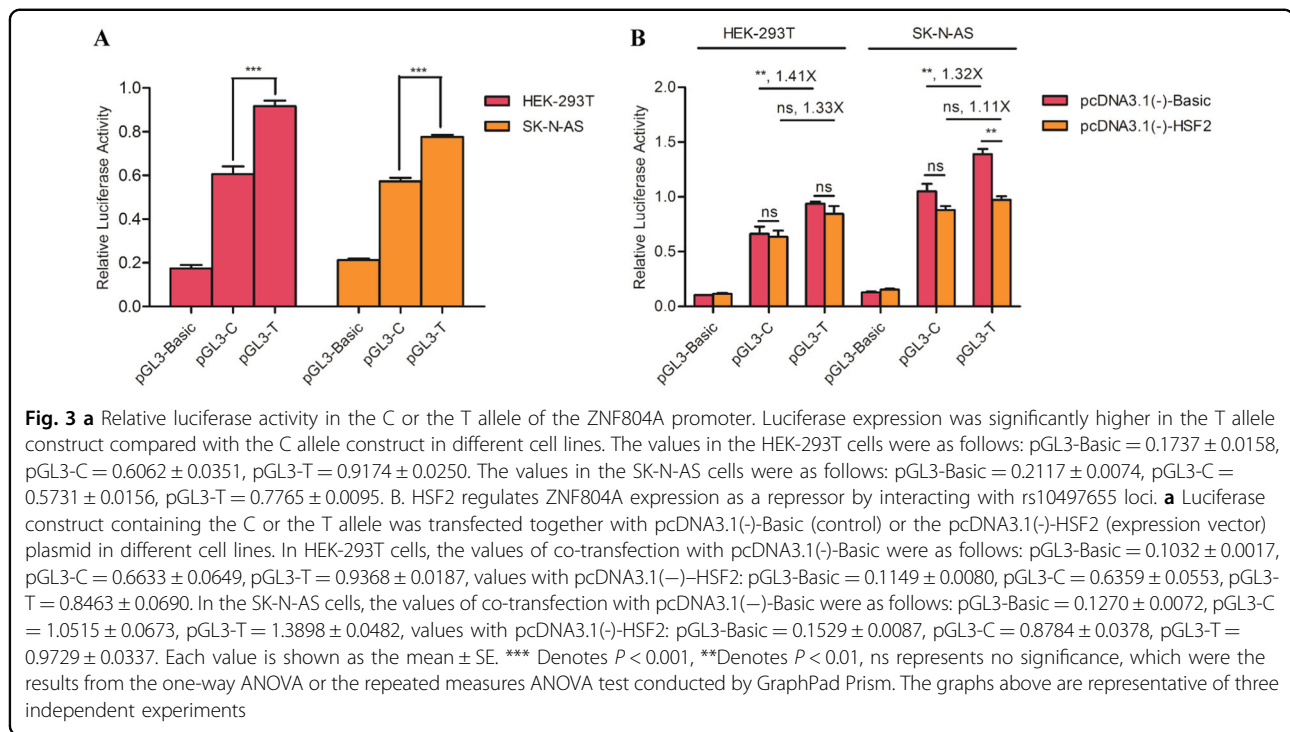 A
***
***
1.0
0.8
0.6
0.4
0.2
0.0
Relative Luciferase Activity
HEK-293T
SK-N-AS
pGL3-Basic
pGL3-C
pGL3-T
pGL3-Basic
pGL3-C
pGL3-T
B
HEK-293T
SK-N-AS
2.0
1.5
1.0
0.5
0.0
Relative Luciferase Activity
**, 1.41X
ns, 1.33X
ns
ns
**, 1.32X
ns, 1.11X
**
ns
pcDNA3.1(-)-Basic
pcDNA3.1(-)-HSF2
pGL3-Basic
pGL3-C
pGL3-T
pGL3-Basic
pGL3-C
pGL3-T
Fig. 3 a Relative luciferase activity in the C or the T allele of the ZNF804A promoter. Luciferase expression was significantly higher in the T allele
construct compared with the C allele construct in different cell lines. The values in the HEK-293T cells were as follows: pGL3-Basic = 0.1737 ± 0.0158,
pGL3-C = 0.6062 ± 0.0351, pGL3-T = 0.9174 ± 0.0250. The values in the SK-N-AS cells were as follows: pGL3-Basic = 0.2117 ± 0.0074, pGL3-C =
0.5731 ± 0.0156, pGL3-T = 0.7765 ± 0.0095. B. HSF2 regulates ZNF804A expression as a repressor by interacting with rs10497655 loci. a Luciferase
construct containing the C or the T allele was transfected together with pcDNA3.1(-)-Basic (control) or the pcDNA3.1(-)-HSF2 (expression vector)
plasmid in different cell lines. In HEK-293T cells, the values of co-transfection with pcDNA3.1(-)-Basic were as follows: pGL3-Basic = 0.1032 ± 0.0017,
pGL3-C = 0.6633 ± 0.0649, pGL3-T = 0.9368 ± 0.0187, values with pcDNA3.1(−)–HSF2: pGL3-Basic = 0.1149 ± 0.0080, pGL3-C = 0.6359 ± 0.0553, pGL3-
T = 0.8463 ± 0.0690. In the SK-N-AS cells, the values of co-transfection with pcDNA3.1(−)-Basic were as follows: pGL3-Basic = 0.1270 ± 0.0072, pGL3-C
= 1.0515 ± 0.0673, pGL3-T = 1.3898 ± 0.0482, values with pcDNA3.1(-)-HSF2: pGL3-Basic = 0.1529 ± 0.0087, pGL3-C = 0.8784 ± 0.0378, pGL3-T =
0.9729 ± 0.0337. Each value is shown as the mean ± SE. *** Denotes P < 0.001, **Denotes P < 0.01, ns represents no significance, which were the
results from the one-way ANOVA or the repeated measures ANOVA test conducted by GraphPad Prism. The graphs above are representative of three
independent experiments